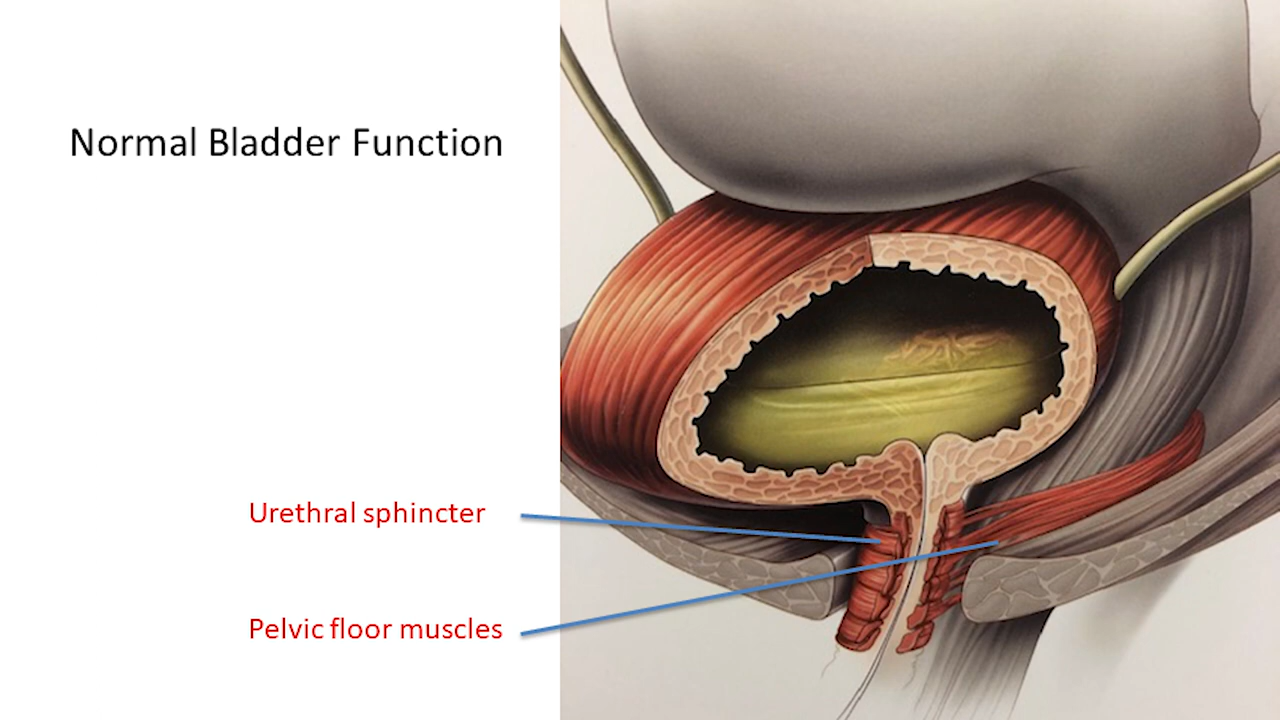 Normal Bladder Function
Urethral sphincter
Pelvic floor muscles